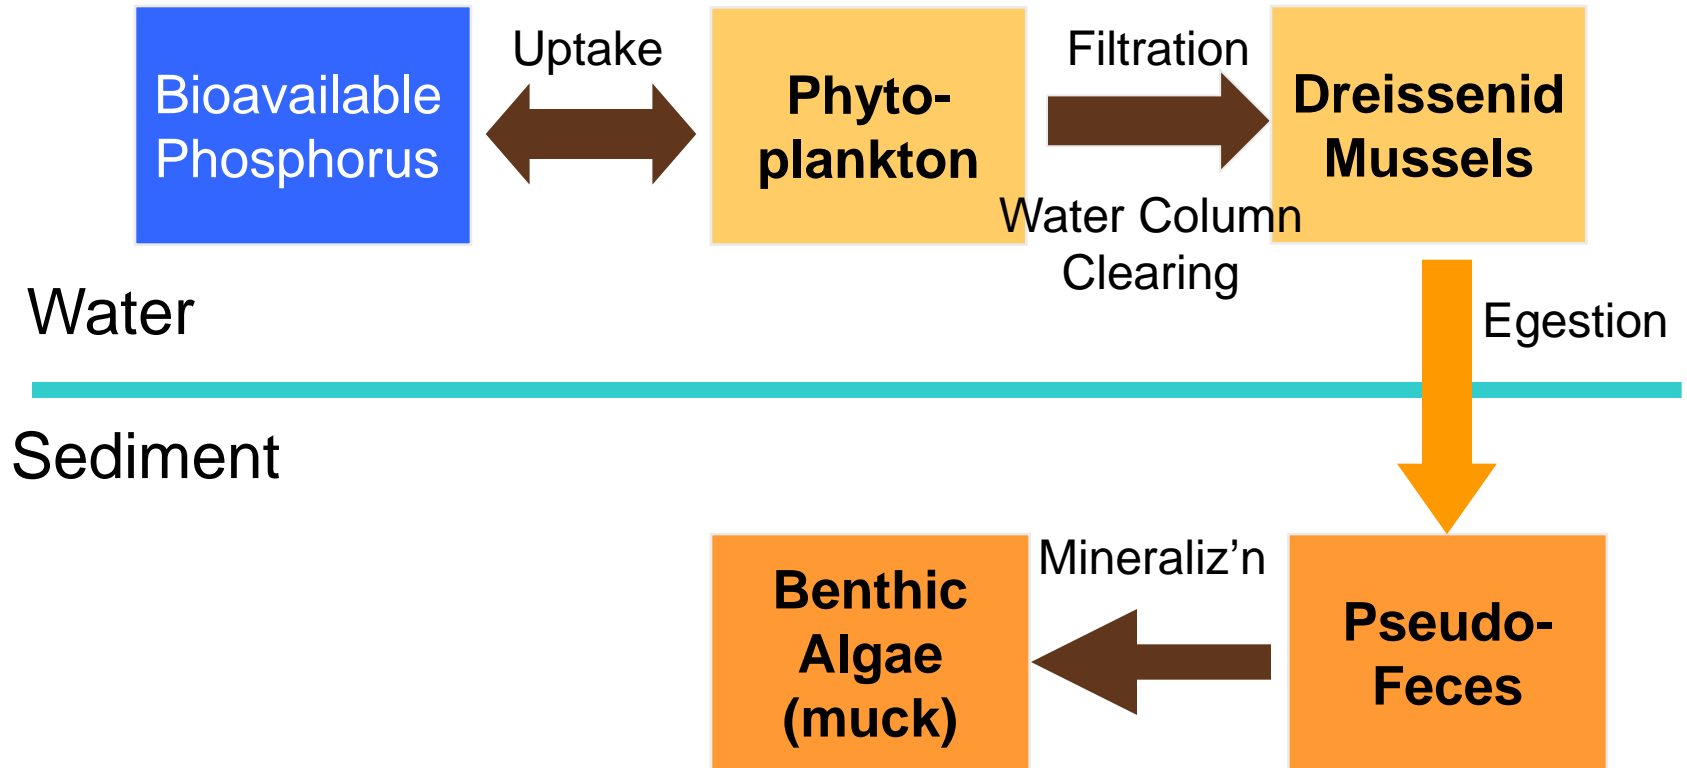 Bioavailable
Phosphorus
Uptake
Phyto-
plankton
Filtration
Water Column
Clearing
Dreissenid
Mussels
Water
Egestion
Sediment
Benthic
Algae
(muck)
Mineraliz’n
Pseudo-
Feces